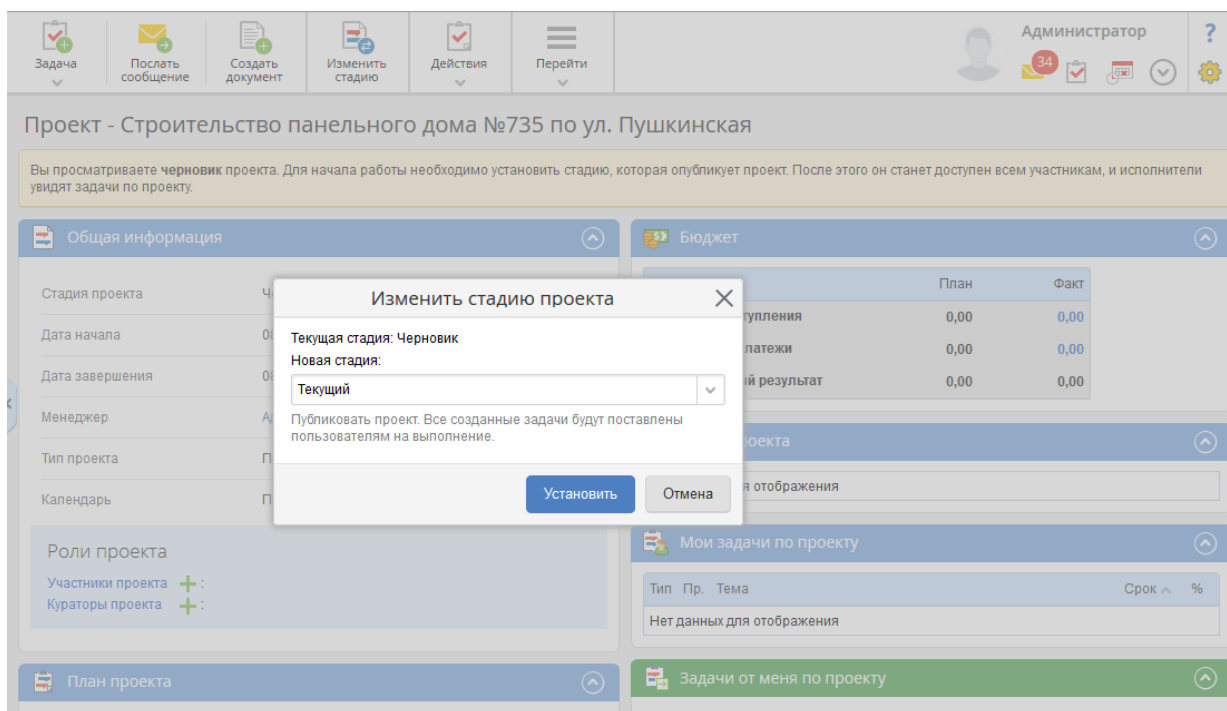 Задача
Послать
сообщение
Создать
документ
Изменить
стадию
Действия
Перейти
Администратор
34
?
Проект - Строительство панельного дома №735 по ул. Пушкинская
Вы просматриваете черновик проекта. Для начала работы необходимо установить стадию, которая опубликует проект. После этого он станет доступен всем участникам, и исполнители
увидят задачи по проекту.
Общая информация
Стадия проекта
Дата начала
Дата завершения
Менеджер
Тип проекта
Календарь
Роли проекта
Участники проекта + :
Кураторы проекта + :
План проекта
Изменить стадию проекта
Текущая стадия: Черновик
Новая стадия:
Текущий
Публиковать проект. Все созданные задачи будут поставлены
пользователям на выполнение.
Установить Отмена
Бюджет
План Факт
0,00 0,00
0,00 0,00
результат 0,00 0,00
отображения
Мои задачи по проекту
Тип Пр. Тема Срок %
Нет данных для отображения
Задачи от меня по проекту